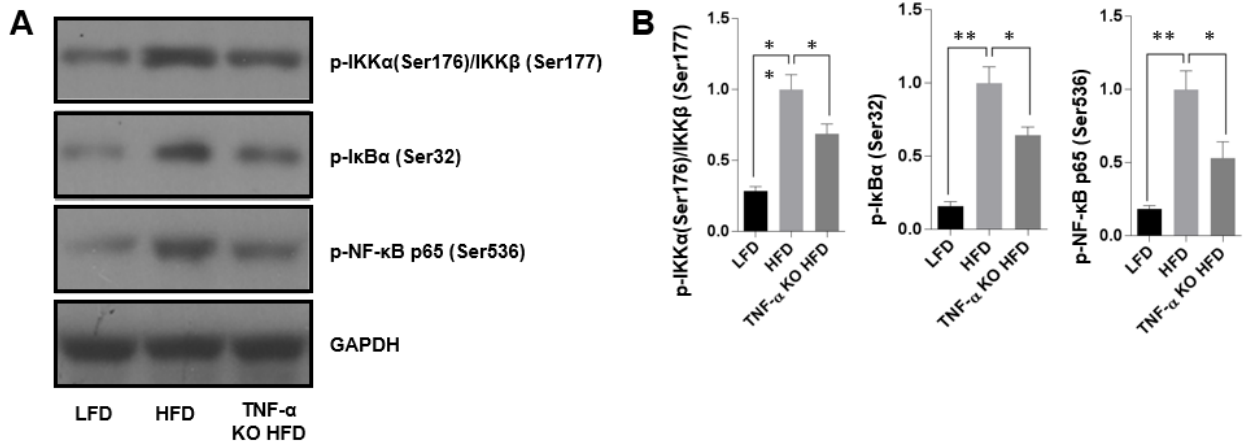 A
p-IKKα(Ser176)/IKKβ (Ser177)
p-IκBα (Ser32)
p-NF-κB p65 (Ser536)
GAPDH
LFD
HFD
TNF-α
KO HFD
B
p-IKKα(Ser176)/IKKβ (Ser177)
1.5
1.0
0.5
0.0
*
*
*
LFD
HFD
TNF-α KO HFD
p-IκBα (Ser32)
1.5
1.0
0.5
0.0
**
*
LFD
HFD
TNF-α KO HFD
p-NF-κB p65 (Ser536)
1.5
1.0
0.5
0.0
**
*
LFD
HFD
TNF-α KO HFD